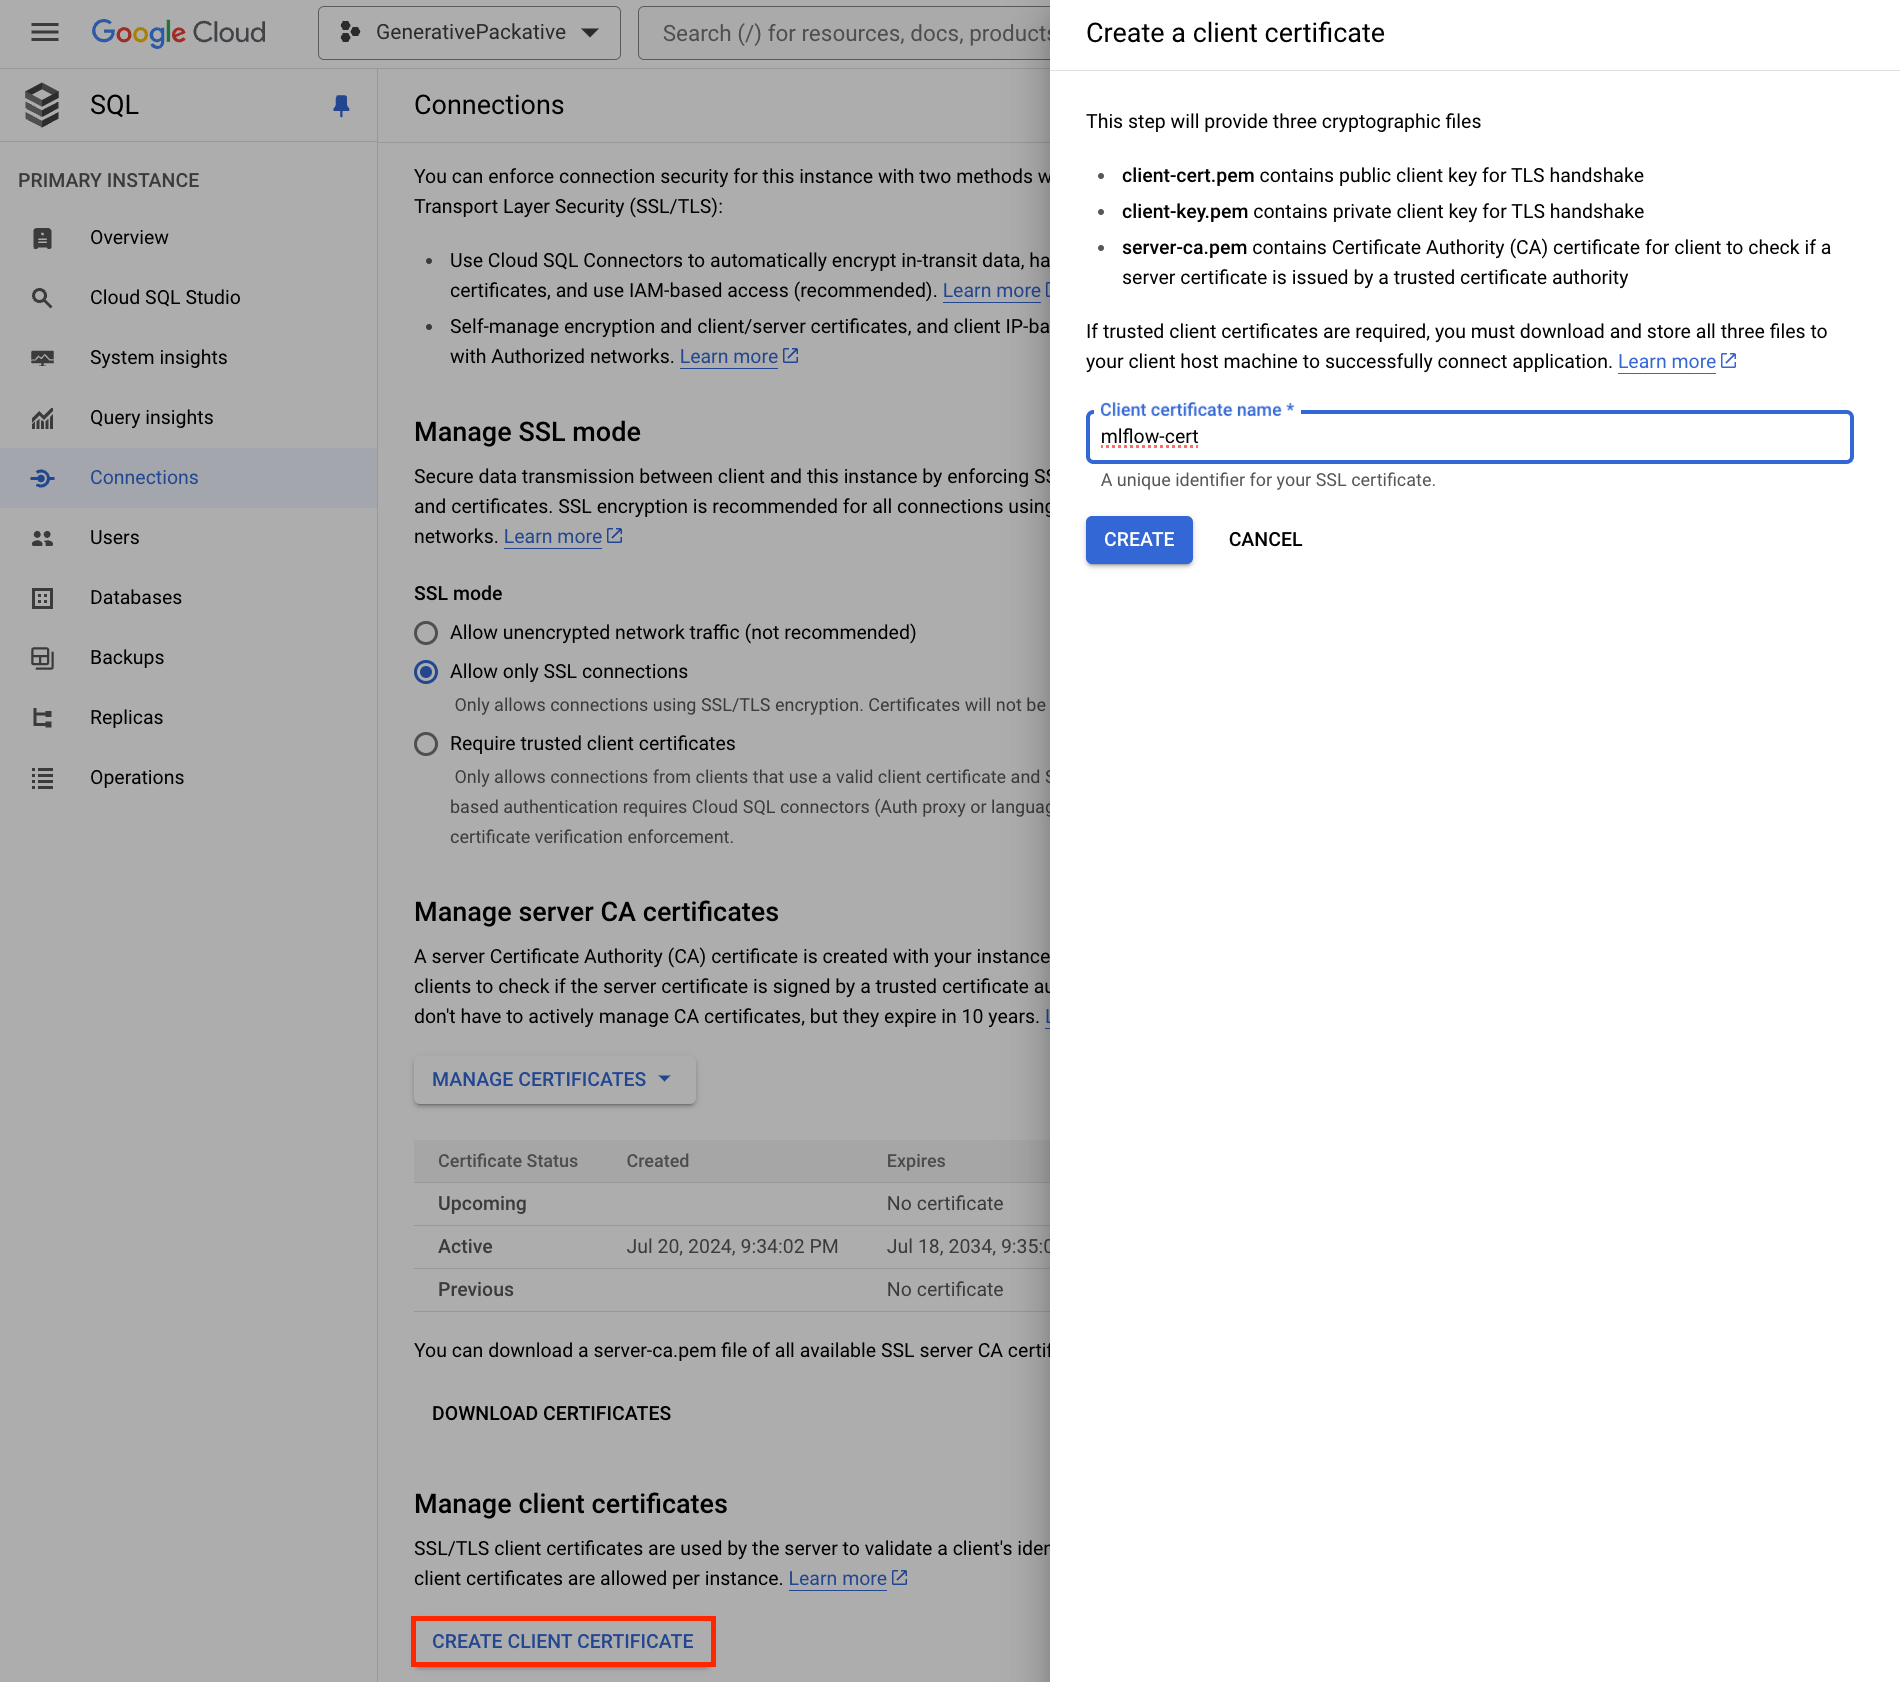 Google Cloud
GenerativePackative
Search (/) for resources, docs, products
SQL
PRIMARY INSTANCE
Overview
Cloud SQL Studio
System insights
Query insights
Connections
Users
Databases
Backups
Replicas
Operations
Connections
You can enforce connection security for this instance with two methods
Transport Layer Security (SSL/TLS):
Use Cloud SQL Connectors to automatically encrypt in-transit data,
certificates, and use IAM-based access (recommended). Learn more
Self-manage encryption and client/server certificates, and client
with Authorized networks. Learn more
Manage SSL mode
Secure data transmission between client and this instance by enforcing
and certificates. SSL encryption is recommended for all connections using
networks. Learn more
SSL mode
Allow unencrypted network traffic (not recommended)
Allow only SSL connections
Only allows connections using SSL/TLS encryption. Certificates will not be
Require trusted client certificates
Only allows connections from clients that use a valid client certificate and
based authentication requires Cloud SQL connectors (Auth proxy or
certificate verification enforcement.
Manage server CA certificates
A server Certificate Authority (CA) certificate is created with your instance
clients to check if the server certificate is signed by a trusted certificate
don't have to actively manage CA certificates, but they expire in 10 years.
MANAGE CERTIFICATES
Certificate Status Created Expires
Upcoming No certificate
Active Jul 20, 2024, 9:34:02 PM Jul 18, 2034,
Previous No certificate
You can download a server-ca.pem file of all available SSL server CA
DOWNLOAD CERTIFICATES
Manage client certificates
SSL/TLS client certificates are used by the server to validate a client's
client certificates are allowed per instance. Learn more
CREATE CLIENT CERTIFICATE
Create a client certificate
This step will provide three cryptographic files
client-cert.pem contains public client key for TLS handshake
client-key.pem contains private client key for TLS handshake
server-ca.pem contains Certificate Authority (CA) certificate for client to check if a
server certificate is issued by a trusted certificate authority
If trusted client certificates are required, you must download and store all three files to
your client host machine to successfully connect application. Learn more
Client certificate name *
mlflow-cert
A unique identifier for your SSL certificate.
CREATE CANCEL